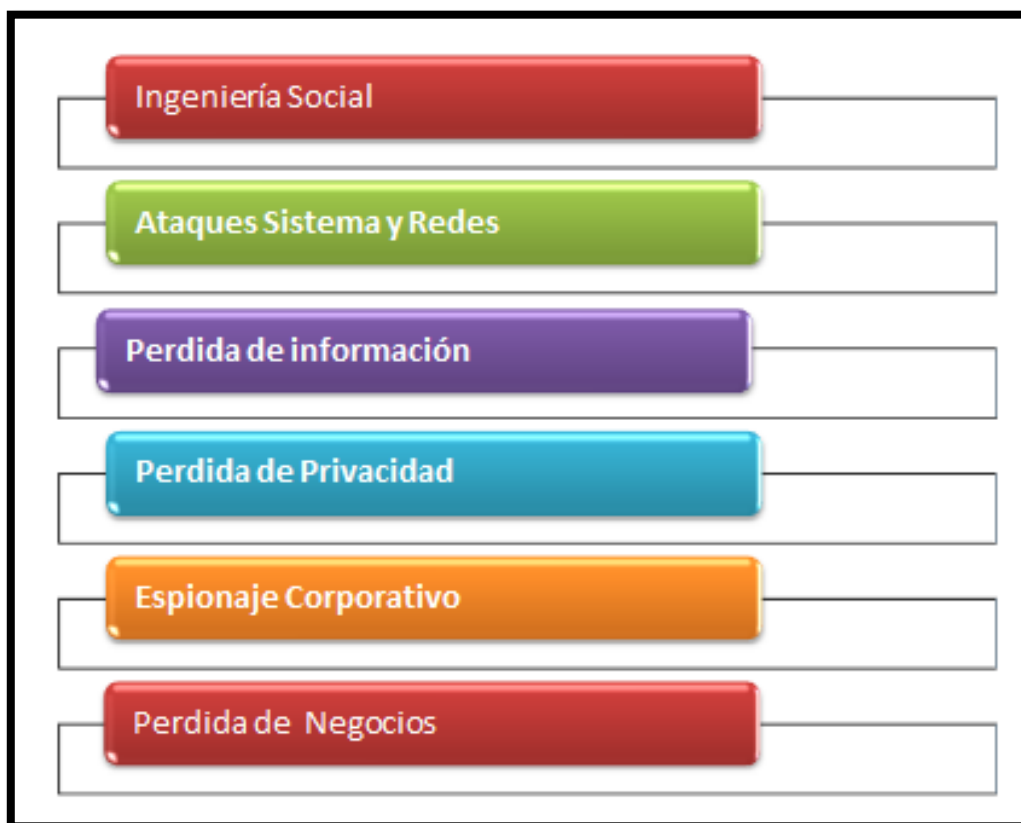 Ingeniería Social
Ataques Sistema y Redes
Perdida de información
Perdida de Privacidad
Espionaje Corporativo
Perdida de Negocios